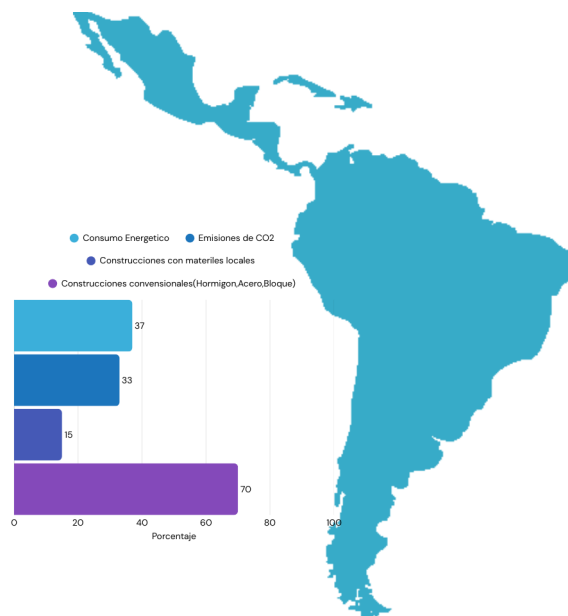 Consumo Energetico Emisiones de CO2
Construcciones con materiles locales
Construcciones convensionales(Hormigon,Acero,Bloque)
37
33
15
70
0 20 40 60 80 100
Porcentaje